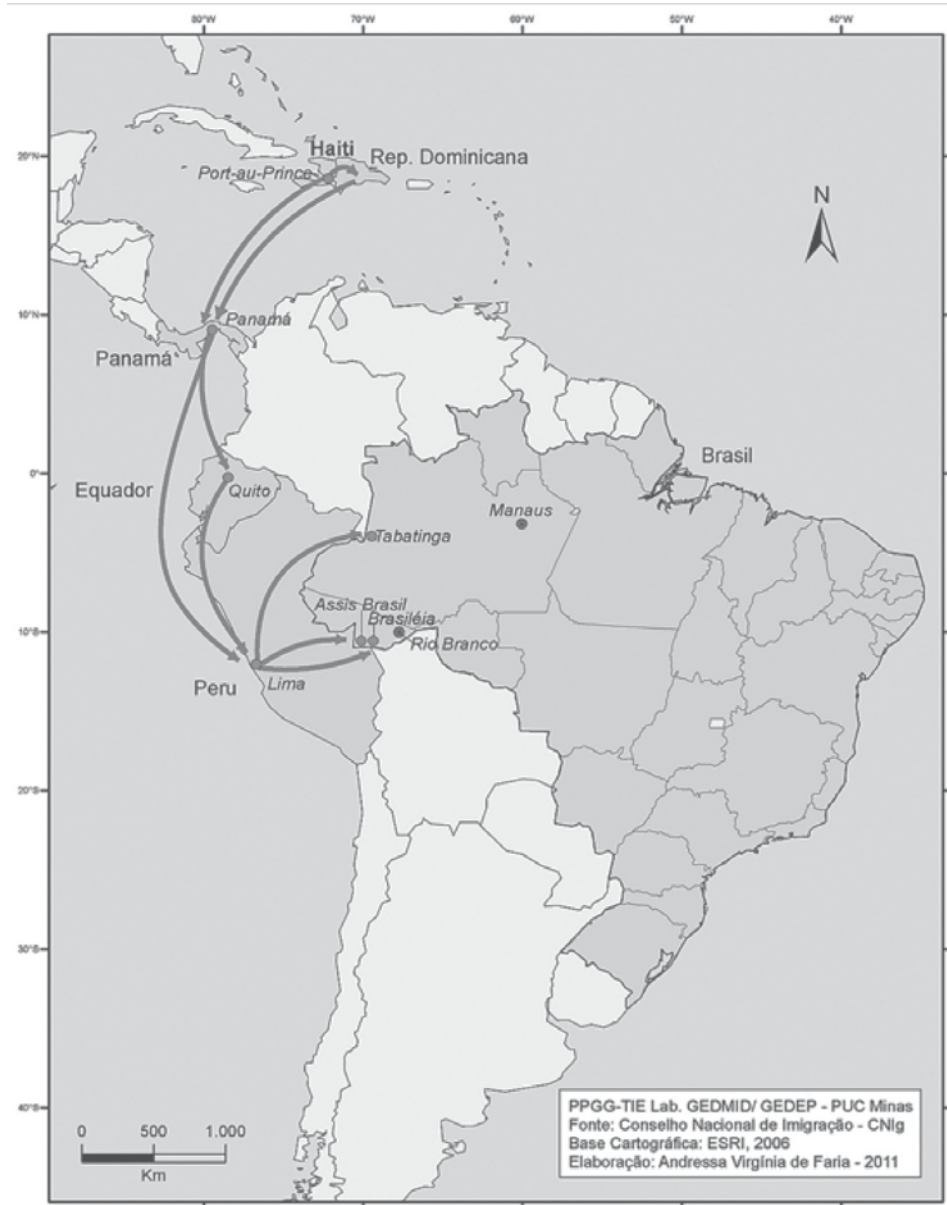 80°W
70°W
60°W
50°W
40°W
20°N
Haiti
Rep. Dominicana
Port-au-Prince
N
10°N
Panamá
Panamá
0°
Brasil
Equador
Quito
Manaus
Tabatinga
Assis Brasil
Brasiléia
10°S
Rio Branco
Peru
Lima
20°S
30°S
40°S
0
500
1.000
Km
PPGG-TIE Lab. GEDMID/ GEDEP - PUC Minas
Fonte: Conselho Nacional de Imigração - CNIg
Base Cartográfica: ESRI, 2006
Elaboração: Andressa Virgínia de Faria - 2011